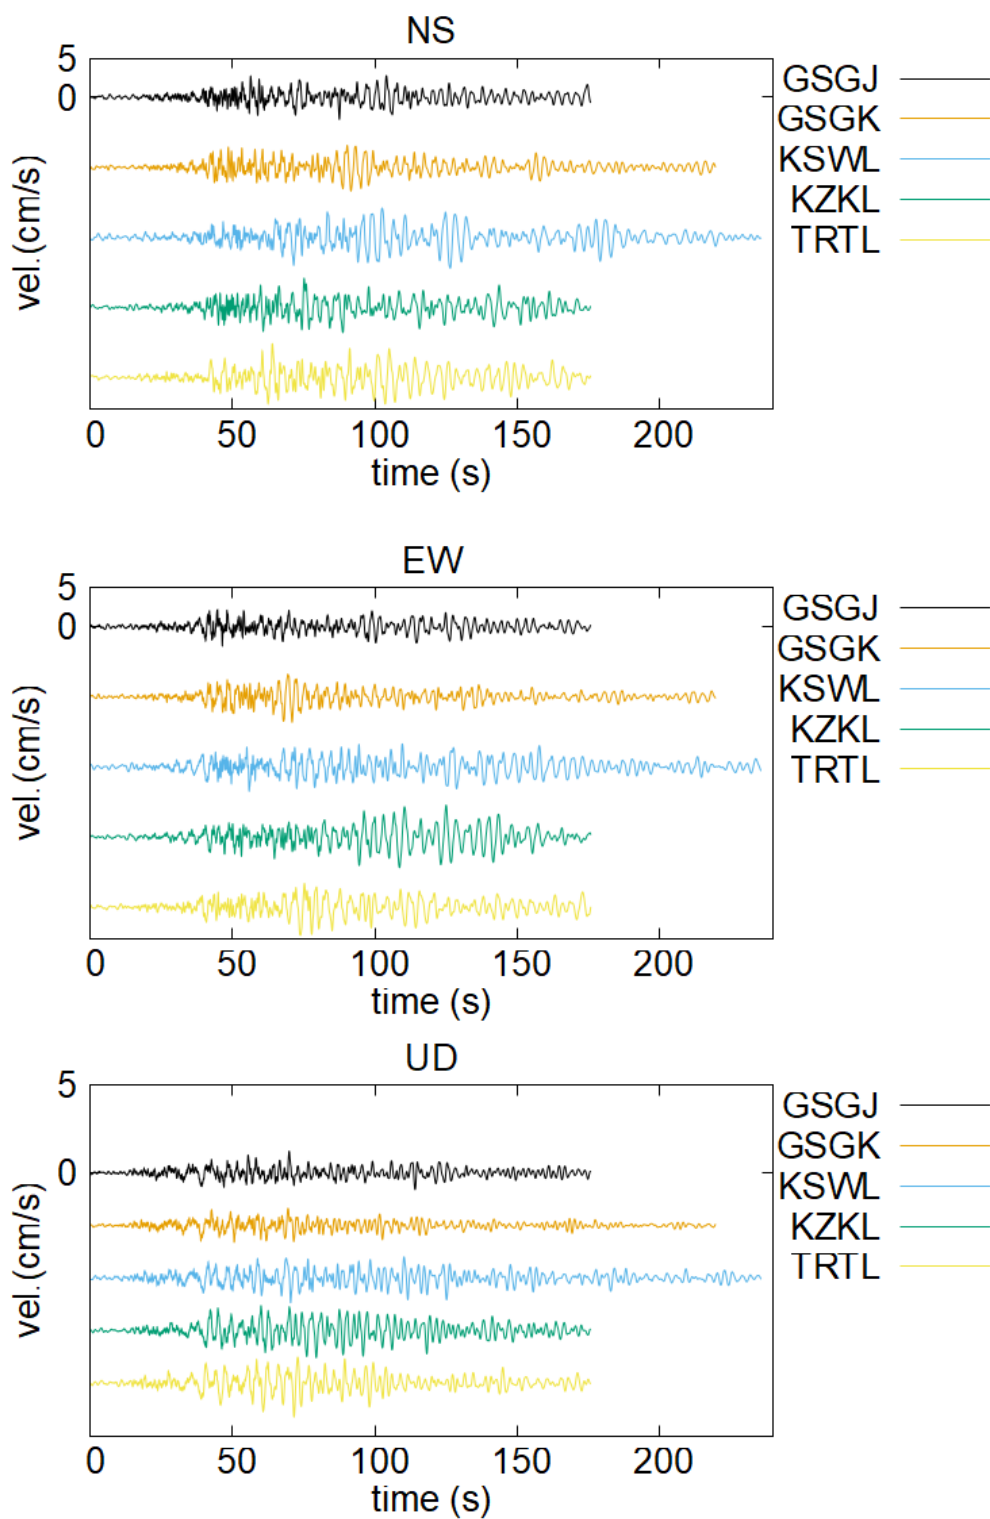 NS
5
0
vel.(cm/s)
GSGJ
GSGK
KSWL
KZKL
TRTL
0 50 100 150 200
time (s)
EW
5
0
vel.(cm/s)
GSGJ
GSGK
KSWL
KZKL
TRTL
0 50 100 150 200
time (s)
UD
5
0
vel.(cm/s)
GSGJ
GSGK
KSWL
KZKL
TRTL
0 50 100 150 200
time (s)